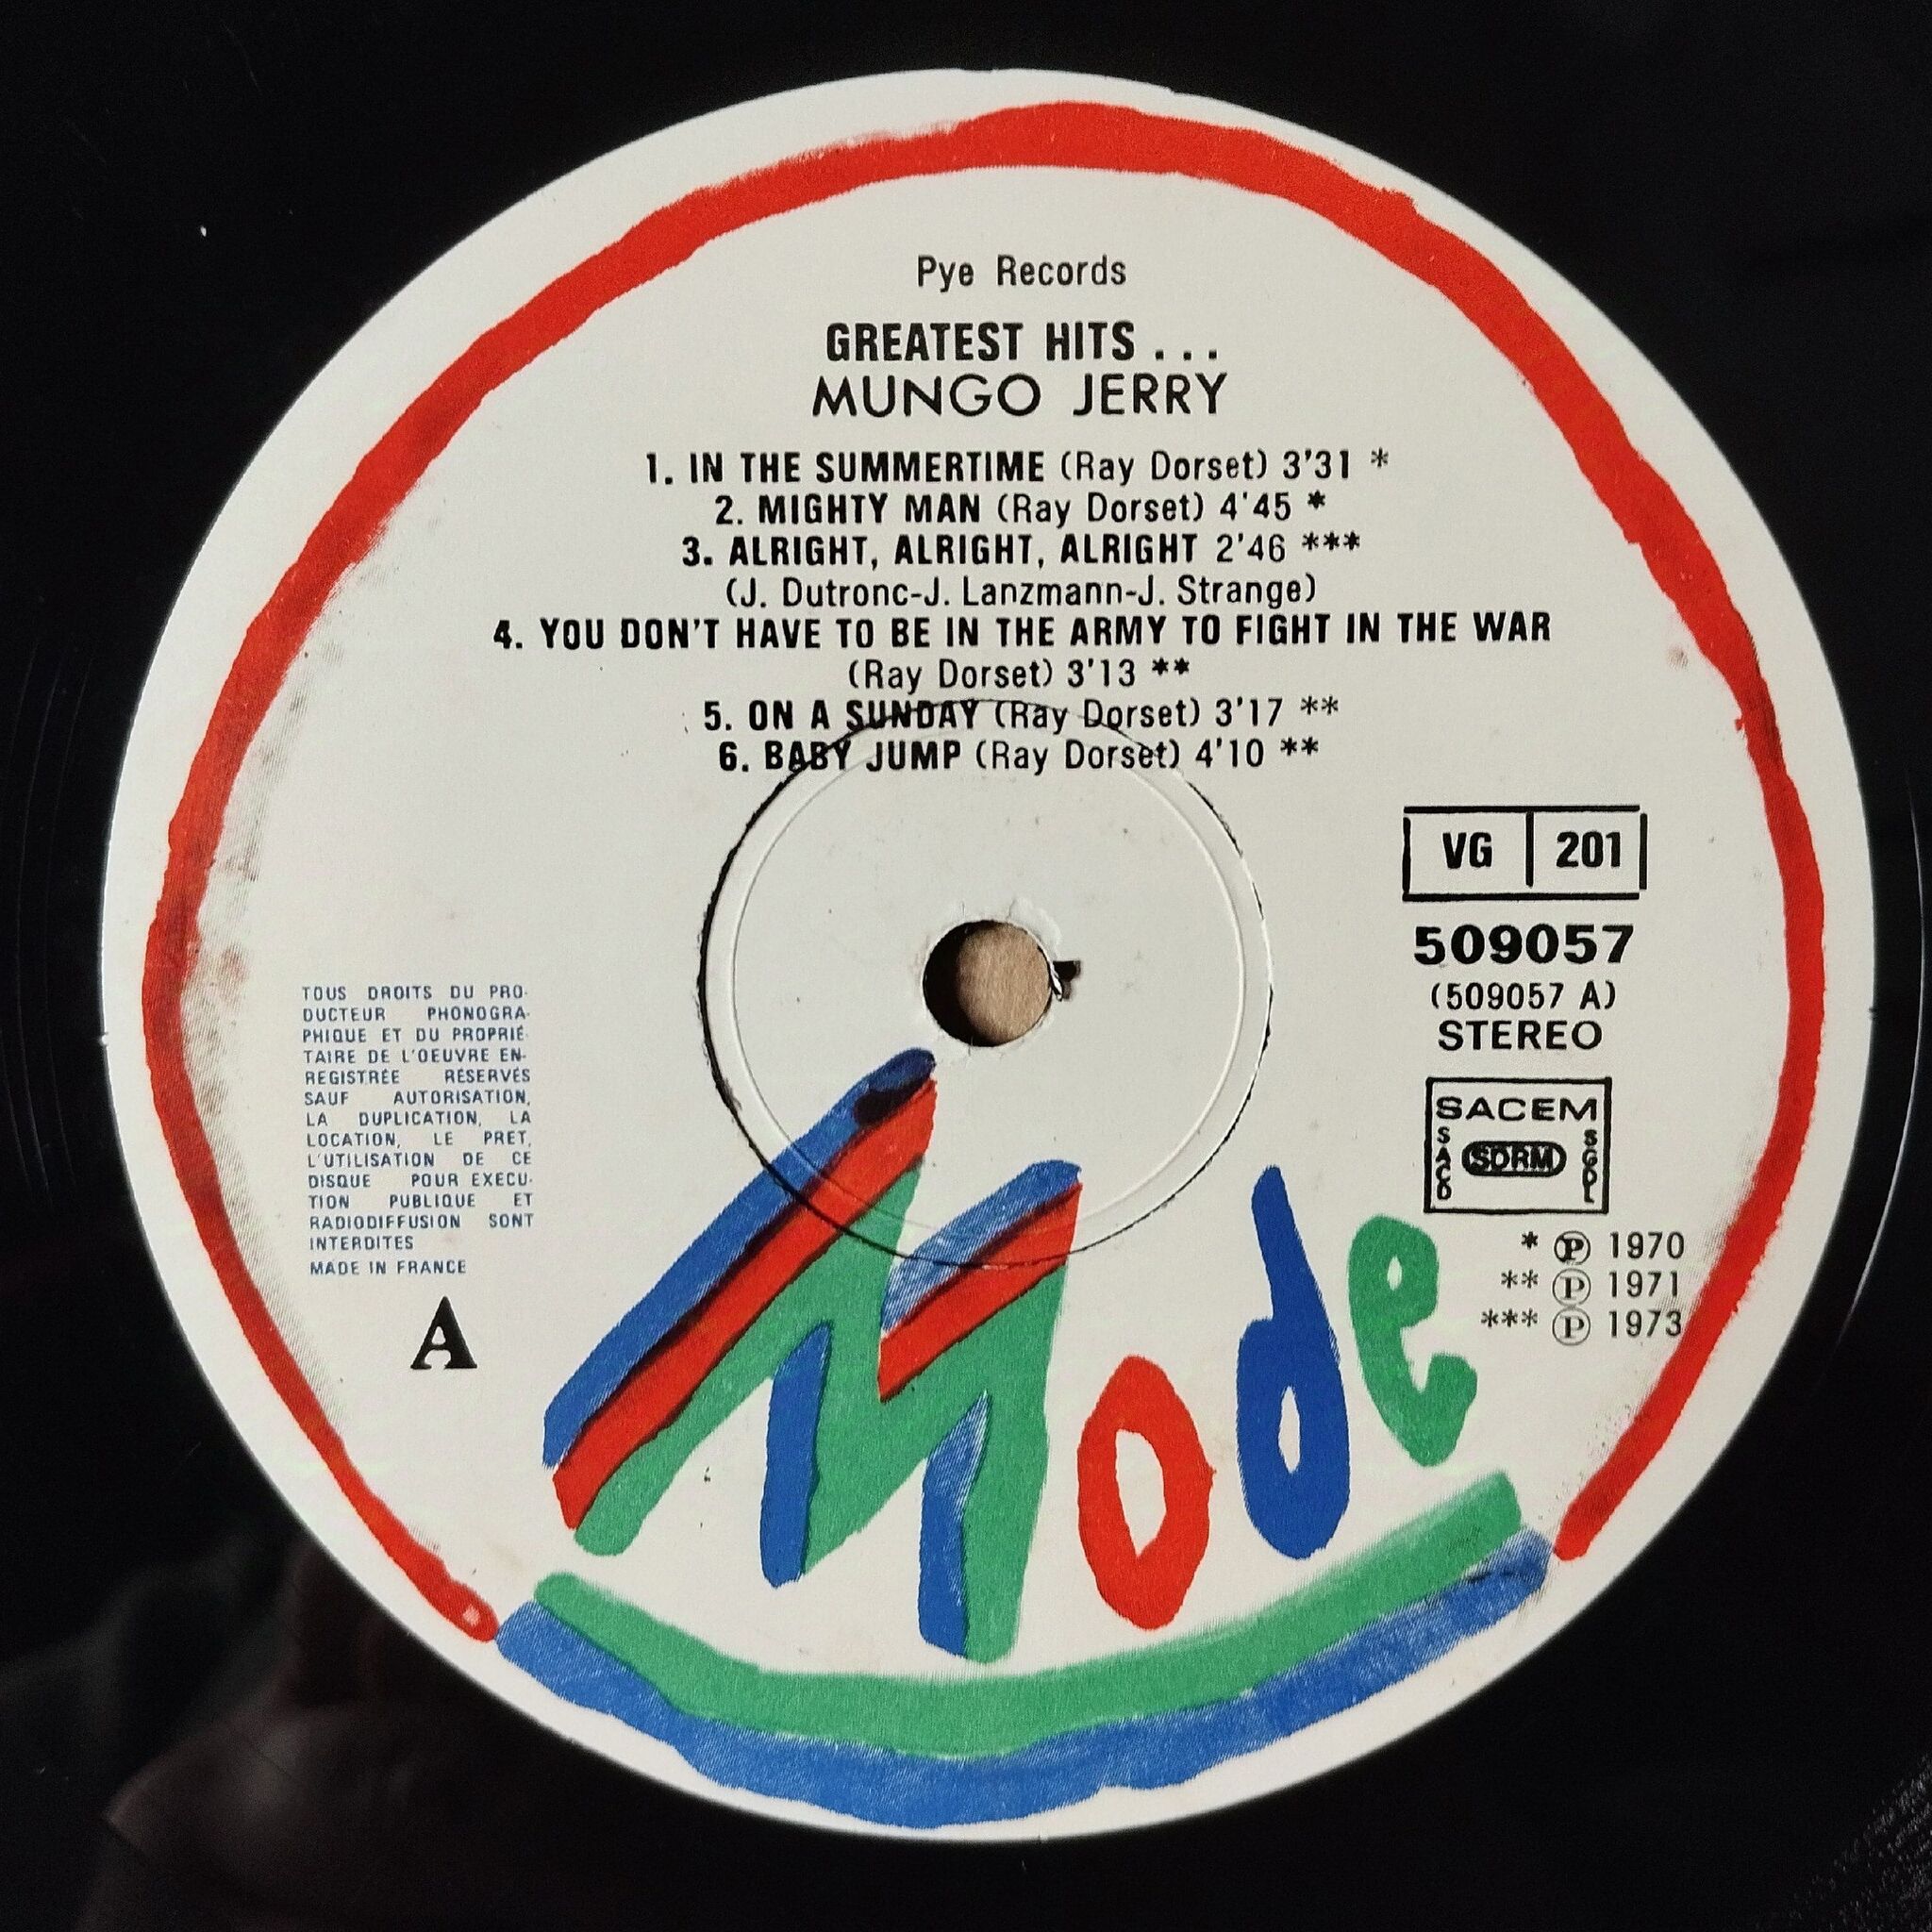 Pye Records
GREATEST HITS . . .
MUNGO JERRY
1. IN THE SUMMERTIME (Ray Dorset) 3'31 *
2. MIGHTY MAN (Ray Dorset) 4'45 *
3. ALRIGHT, ALRIGHT, ALRIGHT 2'46 ***
(J. Dutronc-J. Lanzmann-J. Strange)
4. YOU DON'T HAVE TO BE IN THE ARMY TO FIGHT IN THE WAR
(Ray Dorset) 3'13 **
5. ON A SUNDAY (Ray Dorset) 3'17 **
6. BABY JUMP (Ray Dorset) 4'10 **
VG 201
509057
(509057 A)
STEREO
SACEM
SACD SDRM SGDL
* Ⓟ 1970
** Ⓟ 1971
*** Ⓟ 1973
TOUS DROITS DU PRO-
DUCTEUR PHONOGRA-
PHIQUE ET DU PROPRIÉ-
TAIRE DE L'OEUVRE EN-
REGISTRÉE RÉSERVÉS
SAUF AUTORISATION,
LA DUPLICATION, LA
LOCATION, LE PRET,
L'UTILISATION DE CE
DISQUE POUR EXECU-
TION PUBLIQUE ET
RADIODIFFUSION SONT
INTERDITES
MADE IN FRANCE
A
Mode